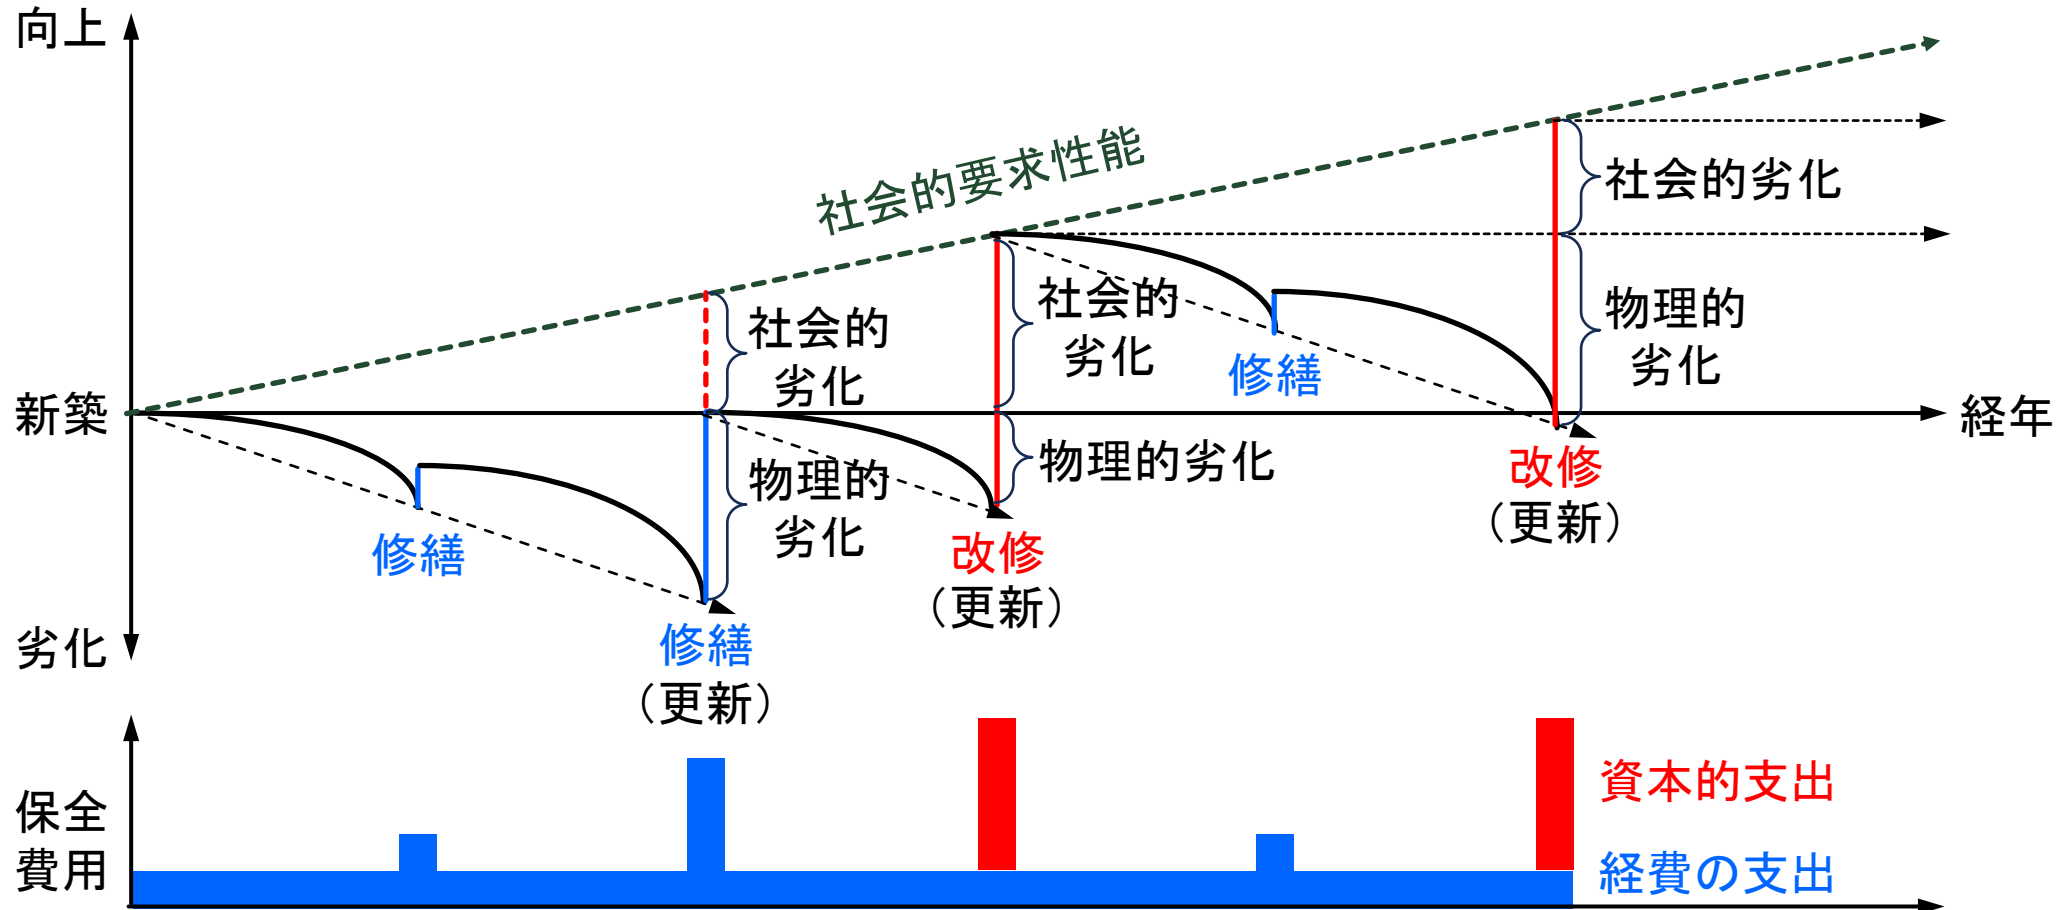 向上
社会的要求性能
社会的劣化
社会的
劣化
社会的
劣化
物理的
劣化
修繕
新築
経年
物理的
劣化
物理的劣化
改修
（更新）
修繕
改修
（更新）
修繕
（更新）
劣化
資本的支出
保全
費用
経費の支出